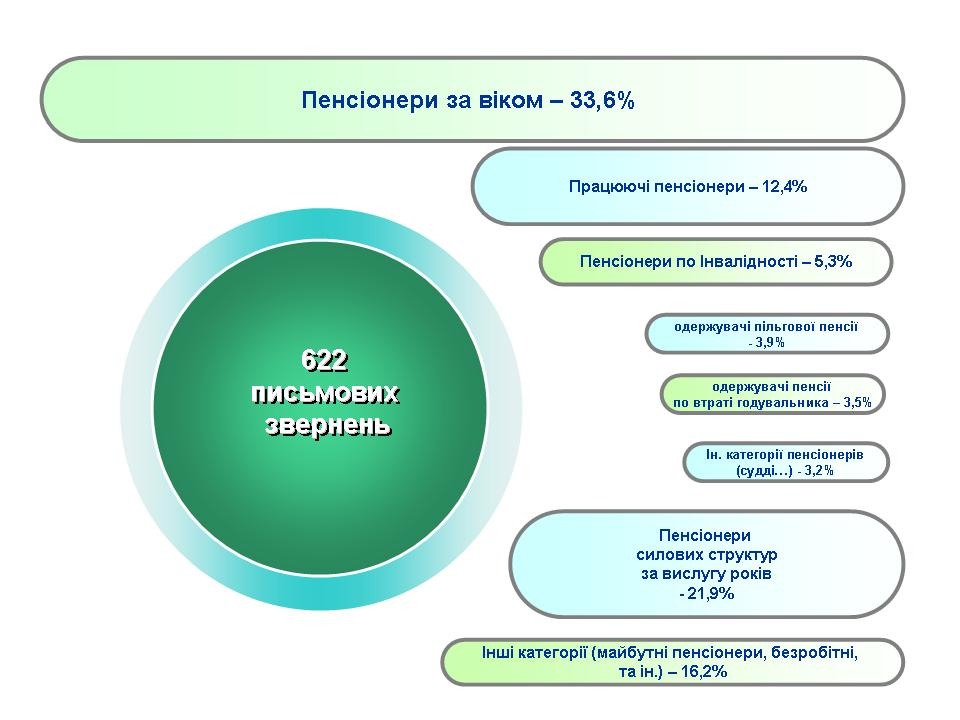 Пенсіонери за віком – 33,6%
Працюючі пенсіонери – 12,4%
Пенсіонери по Інвалідності – 5,3%
622
письмових
звернень
одержувачі пільгової пенсії
- 3,9%
одержувачі пенсії
по втраті годувальника – 3,5%
Ін. категорії пенсіонерів
(судді…) - 3,2%
Пенсіонери
силових структур
за вислугу років
- 21,9%
Інші категорії (майбутні пенсіонери, безробітні,
та ін.) – 16,2%